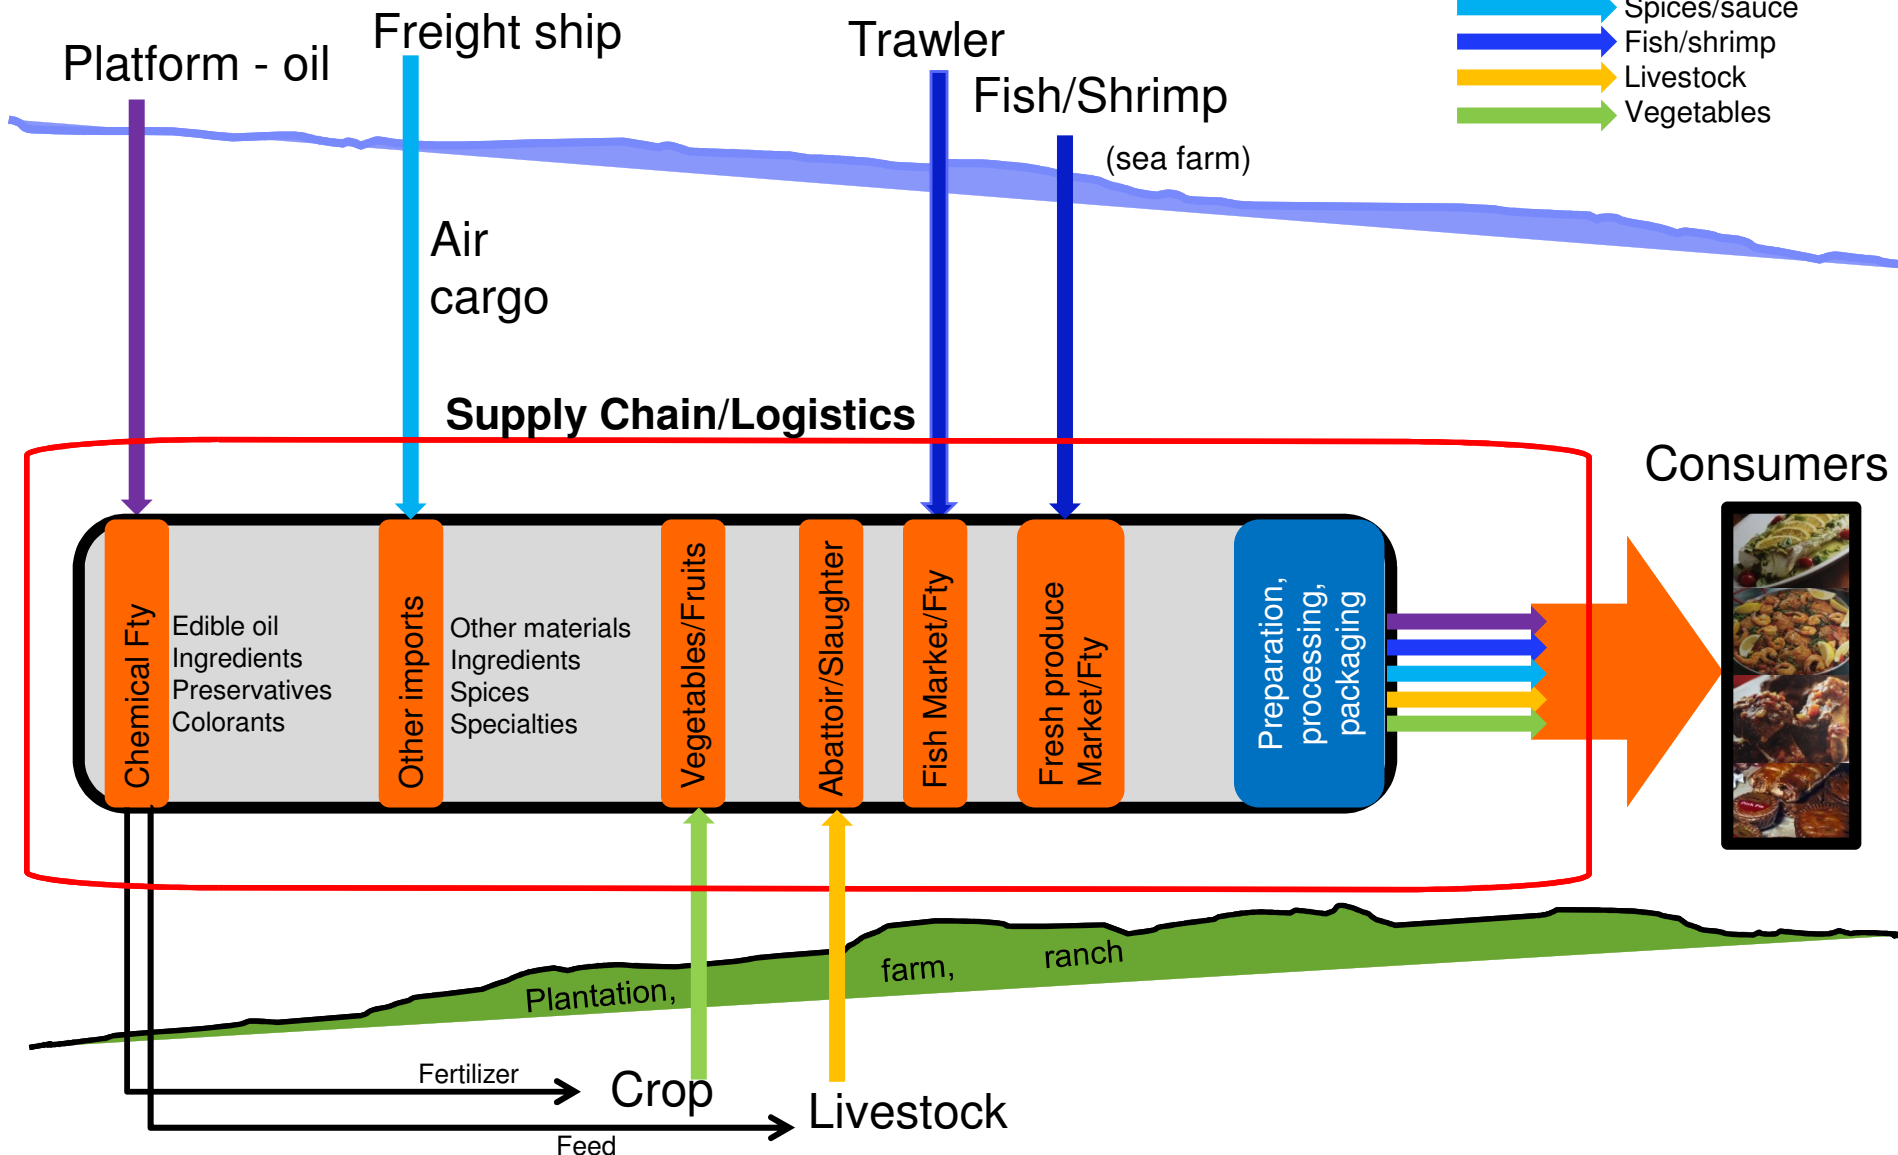 Spices/sauce
Fish/shrimp
Livestock
Vegetables
Platform - oil
Freight ship
Trawler
Fish/Shrimp
(sea farm)
Air
cargo
Supply Chain/Logistics
Consumers
Chemical Fty
Edible oil
Ingredients
Preservatives
Colorants
Other imports
Other materials
Ingredients
Spices
Specialties
Vegetables/Fruits
Abattoir/Slaughter
Fish Market/Fty
Fresh produce
Market/Fty
Preparation,
processing,
packaging
Plantation, farm, ranch
Fertilizer
Crop
Livestock
Feed